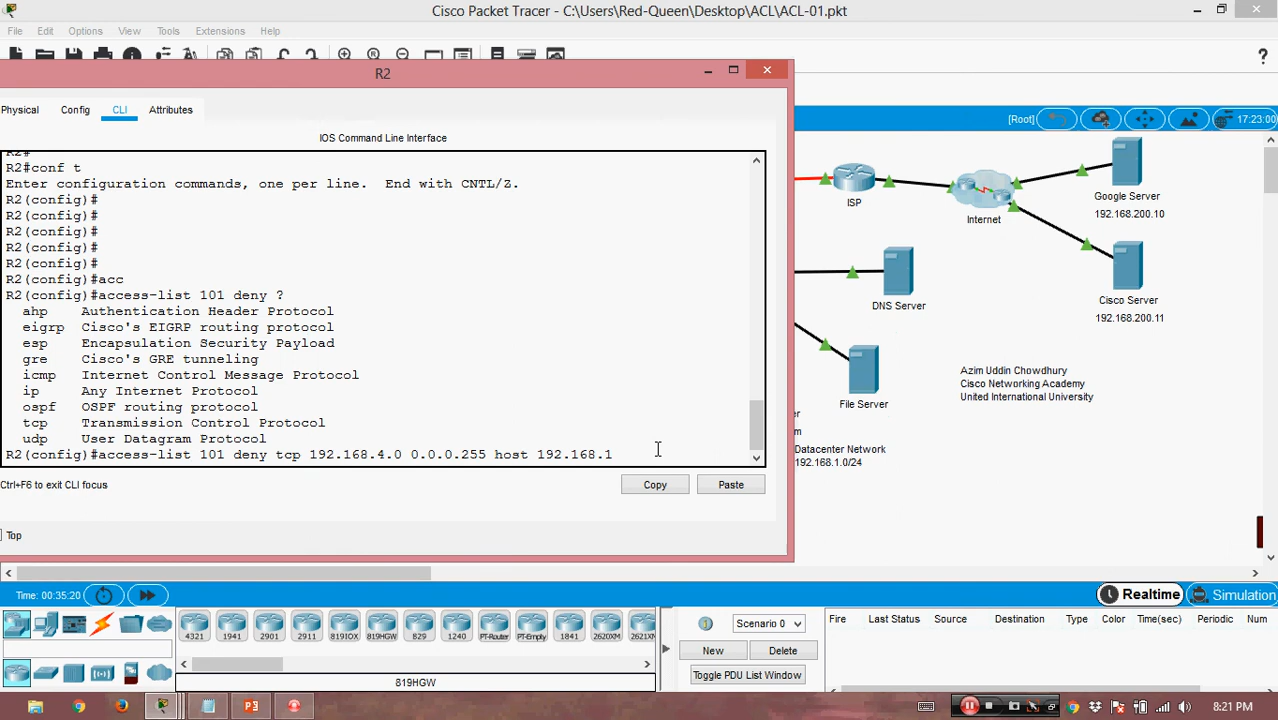 Cisco Packet Tracer - C:\Users\Red-Queen\Desktop\ACL\ACL-01.pkt
File Edit Options View Tools Extensions Help
R2
Physical Config CLI Attributes
IOS Command Line Interface
R2#
R2#conf t
Enter configuration commands, one per line.  End with CNTL/Z.
R2(config)#
R2(config)#
R2(config)#
R2(config)#
R2(config)#
R2(config)#acc
R2(config)#access-list 101 deny ?
ahp Authentication Header Protocol
eigrp Cisco's EIGRP routing protocol
esp Encapsulation Security Payload
gre Cisco's GRE tunneling
icmp Internet Control Message Protocol
ip Any Internet Protocol
ospf OSPF routing protocol
tcp Transmission Control Protocol
udp User Datagram Protocol
R2(config)#access-list 101 deny tcp 192.168.4.0 0.0.0.255 host 192.168.1
Ctrl+F6 to exit CLI focus
Copy Paste
Top
[Root] 17:23:00
ISP
Internet
Google Server
192.168.200.10
Cisco Server
192.168.200.11
DNS Server
File Server
Azim Uddin Chowdhury
Cisco Networking Academy
United International University
Datacenter Network
192.168.1.0/24
Time: 00:35:20
Realtime Simulation
4321 1941 2901 2911 819IOX 819HGW 829 1240 PT-Router PT-Empty 1841 2620XM 2621XM
819HGW
Scenario 0
New Delete
Toggle PDU List Window
Fire Last Status Source Destination Type Color Time(sec) Periodic Num
8:21 PM